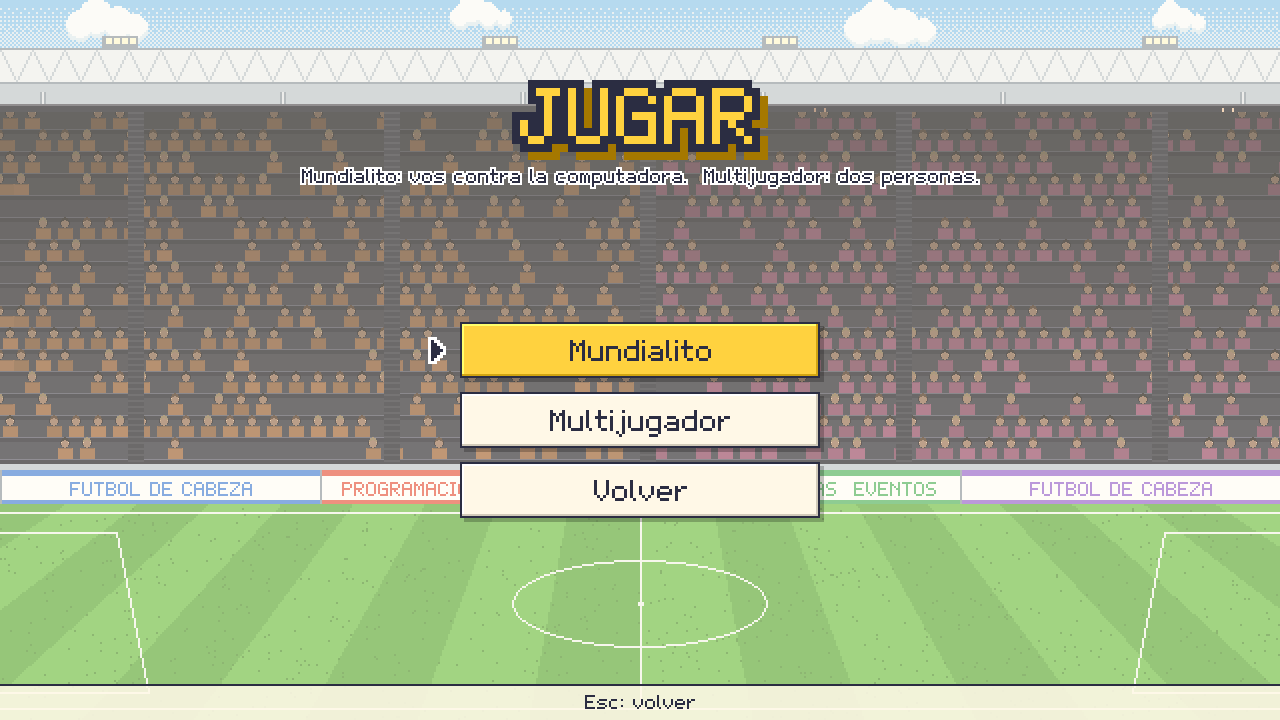 JUGAR
Mundialito: vos contra la computadora.  Multijugador: dos personas.
Mundialito
Multijugador
Volver
FUTBOL DE CABEZA
EVENTOS
FUTBOL DE CABEZA
Esc: volver